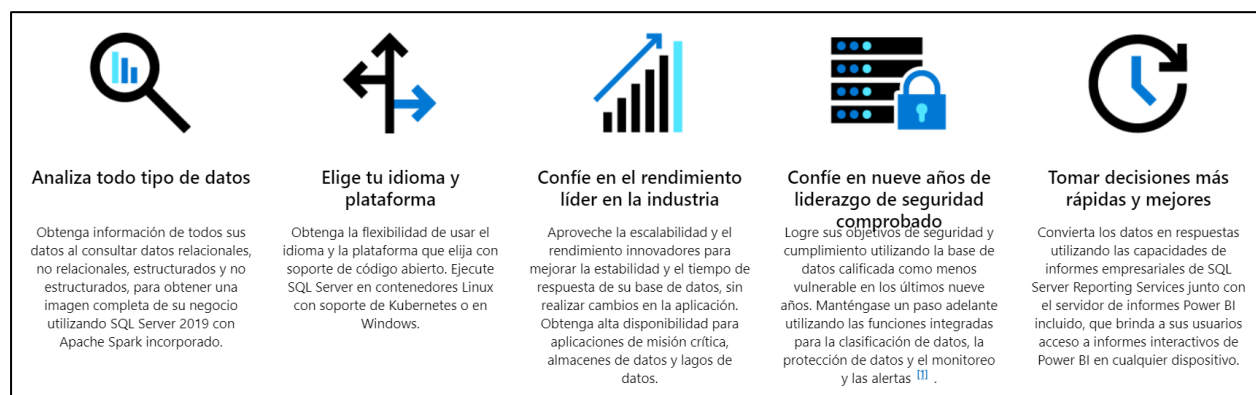 Analiza todo tipo de datos
Obtenga información de todos sus
datos al consultar datos relacionales,
no relacionales, estructurados y no
estructurados, para obtener una
imagen completa de su negocio
utilizando SQL Server 2019 con
Apache Spark incorporado.
Elige tu idioma y
plataforma
Obtenga la flexibilidad de usar el
idioma y la plataforma que elija con
soporte de código abierto. Ejecute
SQL Server en contenedores Linux
con soporte de Kubernetes o en
Windows.
Confíe en el rendimiento
líder en la industria
Aproveche la escalabilidad y el
rendimiento innovadores para
mejorar la estabilidad y el tiempo de
respuesta de su base de datos, sin
realizar cambios en la aplicación.
Obtenga alta disponibilidad para
aplicaciones de misión crítica,
almacenes de datos y lagos de
datos.
Confíe en nueve años de
liderazgo de seguridad
comprobado
Logre sus objetivos de seguridad y
cumplimiento utilizando la base de
datos calificada como menos
vulnerable en los últimos nueve
años. Manténgase un paso adelante
utilizando las funciones integradas
para la clasificación de datos, la
protección de datos y el monitoreo
y las alertas [1] .
Tomar decisiones más
rápidas y mejores
Convierta los datos en respuestas
utilizando las capacidades de
informes empresariales de SQL
Server Reporting Services junto con
el servidor de informes Power BI
incluido, que brinda a sus usuarios
acceso a informes interactivos de
Power BI en cualquier dispositivo.